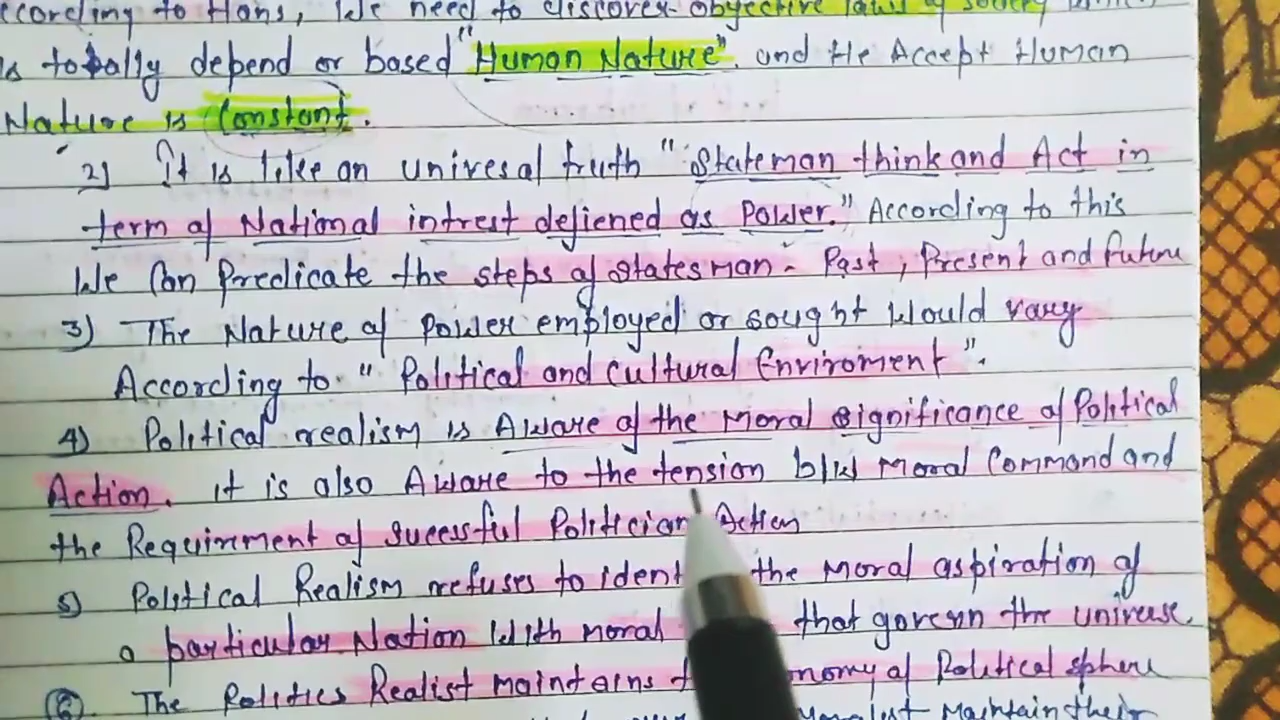 ccording to Hans, We need to discover objective laws of society
is totally depend or based "Human Nature". and He Accept Human
Nature is Constant.
2) It is like an univesal truth "Stateman think and Act in
term of National intrest defiened as Power." According to this
We Can Predicate the steps of statesman - Past, Present and future
3) The Nature of Power employed or sought Would vary
According to "Political and Cultural Enviroment".
4) Political realism is Aware of the Moral significance of Political
Action. it is also Aware to the tension b/w moral Command and
the Requirment of sucessful Politician Action
5) Political Realism refuses to ident the moral aspiration of
a particular Nation With moral that govern the universe.
6) The Politics Realist maintains of Political sphere
Maintain their